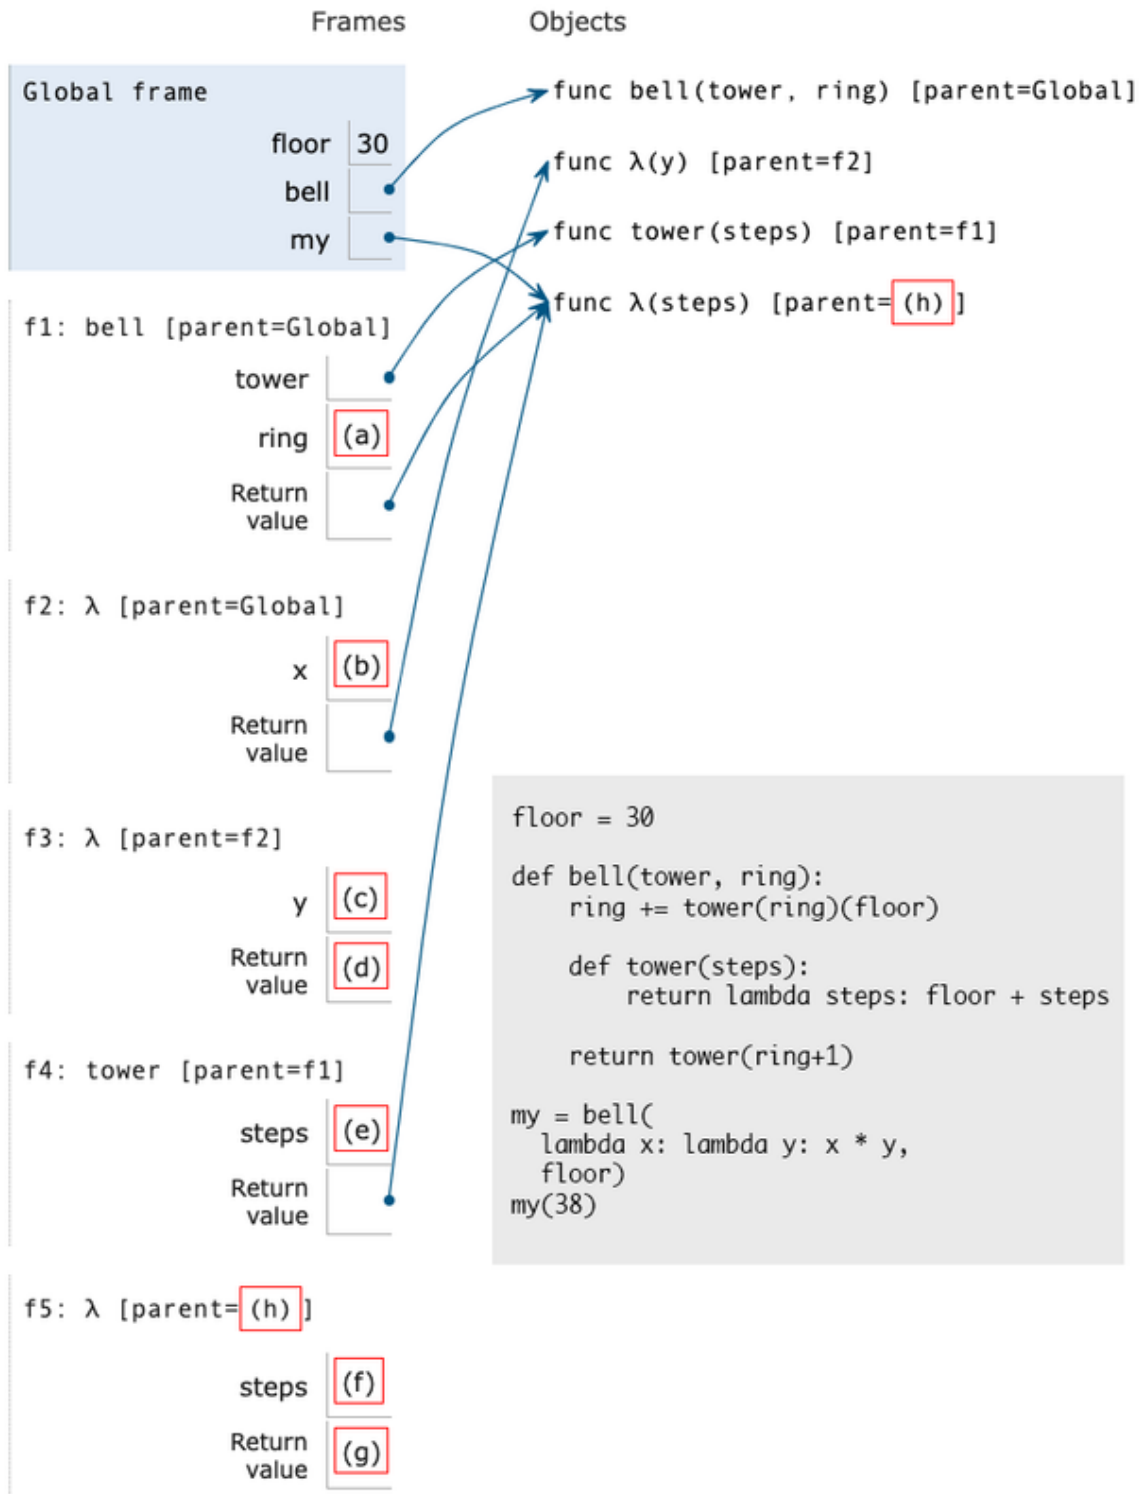 Frames Objects
Global frame
floor 30
bell
my
func bell(tower, ring) [parent=Global]
func λ(y) [parent=f2]
func tower(steps) [parent=f1]
func λ(steps) [parent= (h) ]
f1: bell [parent=Global]
tower
ring (a)
Return
value
f2: λ [parent=Global]
x (b)
Return
value
f3: λ [parent=f2]
y (c)
Return
value (d)
f4: tower [parent=f1]
steps (e)
Return
value
f5: λ [parent= (h) ]
steps (f)
Return
value (g)
floor = 30
def bell(tower, ring):
    ring += tower(ring)(floor)
    def tower(steps):
        return lambda steps: floor + steps
    return tower(ring+1)
my = bell(
  lambda x: lambda y: x * y,
  floor)
my(38)